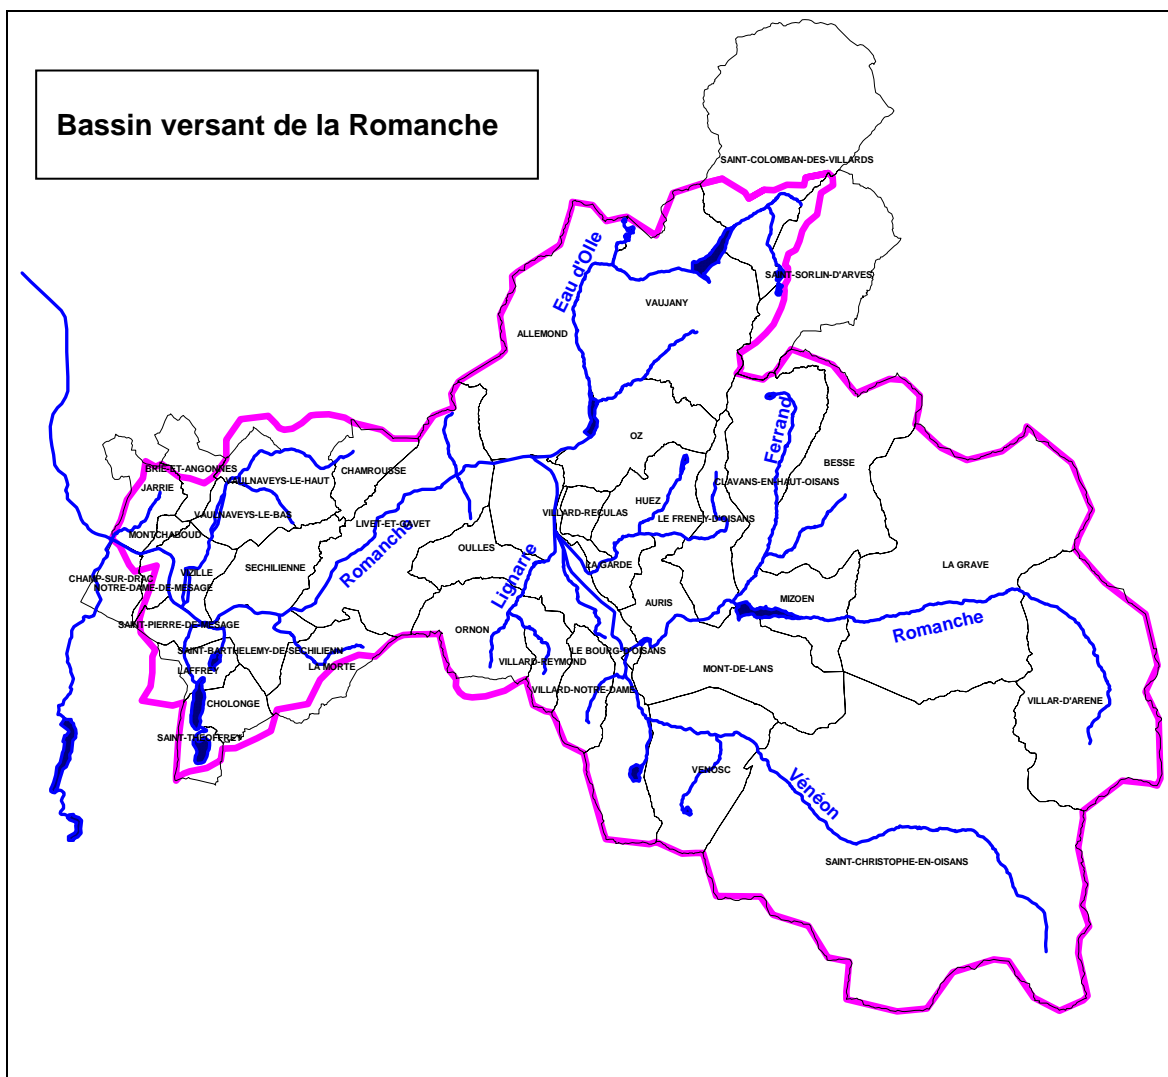 Bassin versant de la Romanche
SAINT-COLOMBAN-DES-VILLARDS
Eau d'Olle
SAINT-SORLIN-D'ARVES
VAUJANY
ALLEMOND
Ferrand
OZ
BESSE
BRIE-ET-ANGONNES
CHAMROUSSE
VAULNAVEYS-LE-HAUT
CLAVANS-EN-HAUT-OISANS
JARRIE
HUEZ
VAULNAVEYS-LE-BAS
VILLARD-RECULAS
LE FRENEY-D'OISANS
LIVET-ET-GAVET
MONTCHABOUD
OULLES
Romanche
LA GARDE
LA GRAVE
SECHILIENNE
VIZILLE
CHAMP-SUR-DRAC
NOTRE-DAME-DE-MESAGE
Lignarre
AURIS
MIZOEN
SAINT-PIERRE-DE-MESAGE
ORNON
Romanche
SAINT-BARTHELEMY-DE-SECHILIENN
LE BOURG-D'OISANS
VILLARD-REYMOND
LA MORTE
LAFFREY
MONT-DE-LANS
VILLARD-NOTRE-DAME
CHOLONGE
VILLAR-D'ARENE
SAINT-THEOFFREY
VENOSC
Vénéon
SAINT-CHRISTOPHE-EN-OISANS